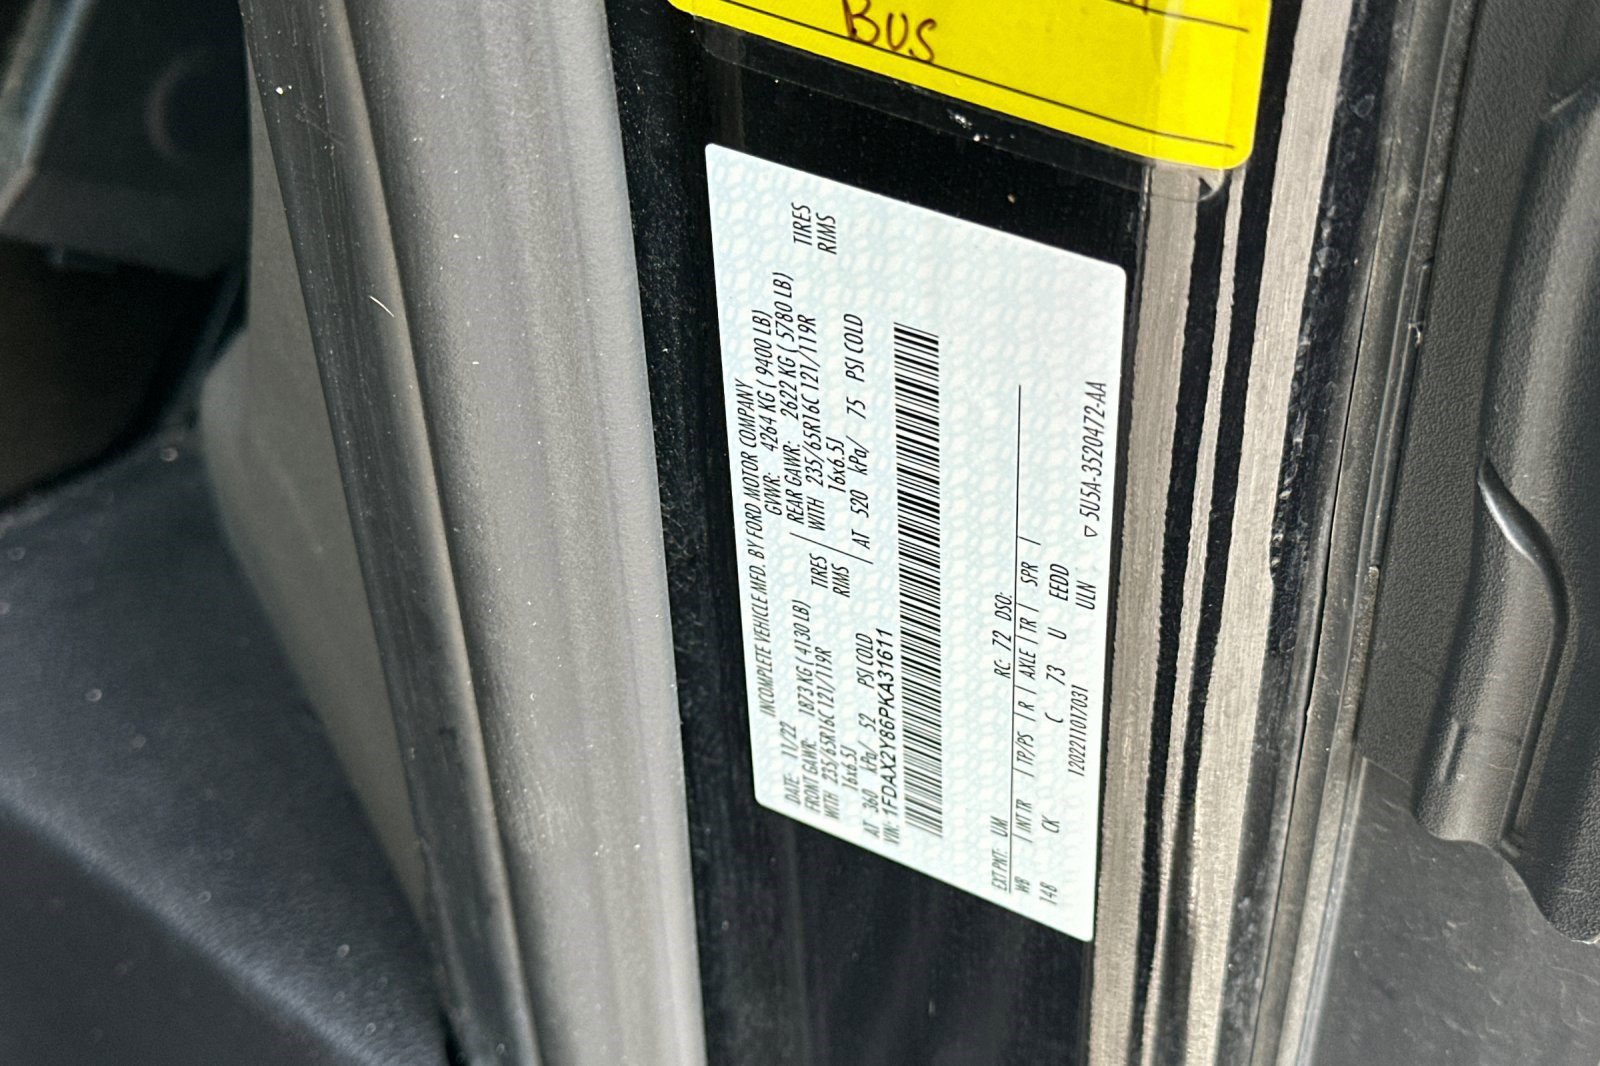 BUS
INCOMPLETE VEHICLE MFD. BY FORD MOTOR COMPANY
DATE: 11/22 GVWR: 4264 KG ( 9400 LB)
FRONT GAWR: 1873 KG ( 4130 LB) REAR GAWR: 2622 KG ( 5780 LB)
WITH 235/65R16C 121/119R TIRES WITH 235/65R16C 121/119R TIRES
16x6.5J RIMS 16x6.5J RIMS
AT 360 kPa/ 52 PSI COLD AT 520 kPa/ 75 PSI COLD
VIN: 1FDAX2Y86PKA31611
EXT PNT: UM RC: 72 DSO:
WB INT TR TP/PS R AXLE TR SPR
148 CK C 73 U EEDD
120221101703 1 ULN
▽ 5U5A-3520472-AA